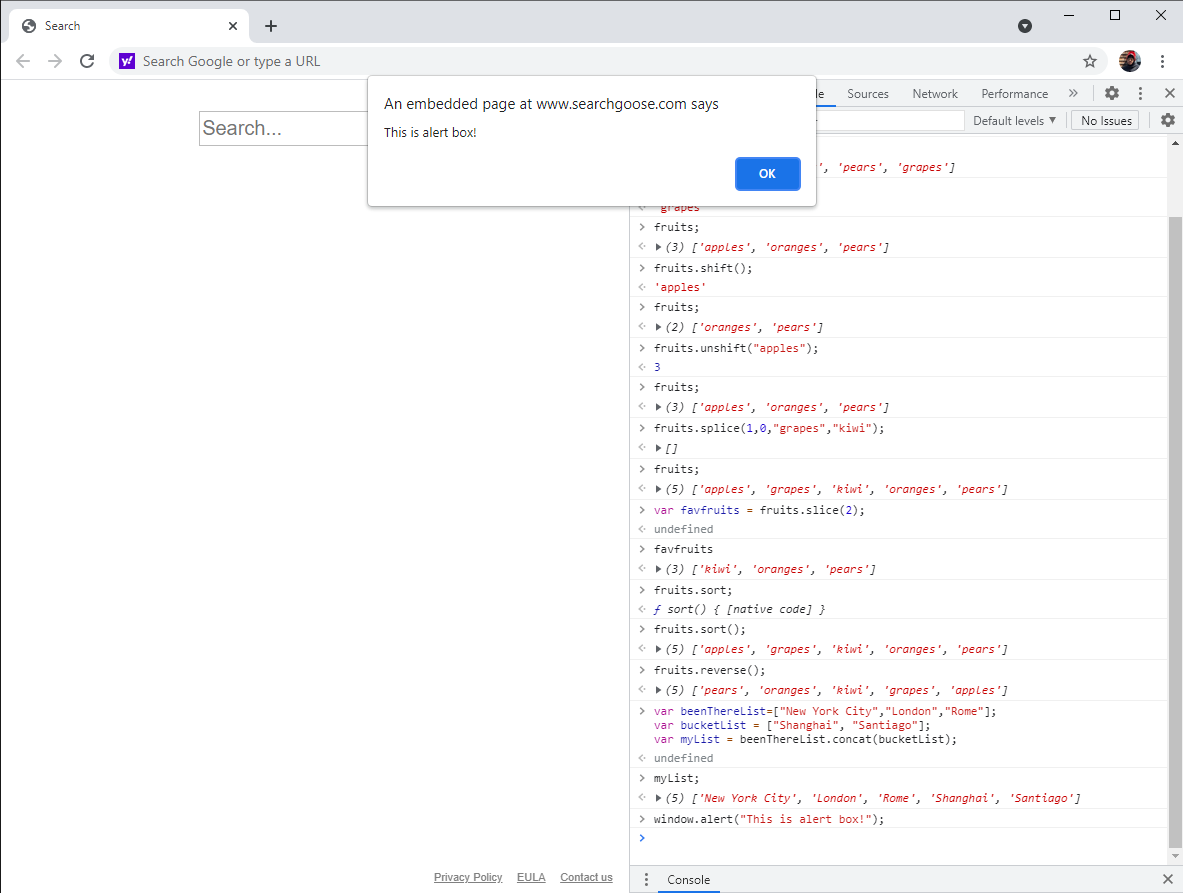 Search
y!
Search Google or type a URL
An embedded page at www.searchgoose.com says
This is alert box!
OK
Search...
Sources Network Performance
Default levels ▼ No Issues
'pears', 'grapes']
grapes
> fruits;
(3) ['apples', 'oranges', 'pears']
> fruits.shift();
'apples'
> fruits;
(2) ['oranges', 'pears']
> fruits.unshift("apples");
3
> fruits;
(3) ['apples', 'oranges', 'pears']
> fruits.splice(1,0,"grapes","kiwi");
[]
> fruits;
(5) ['apples', 'grapes', 'kiwi', 'oranges', 'pears']
> var favfruits = fruits.slice(2);
undefined
> favfruits
(3) ['kiwi', 'oranges', 'pears']
> fruits.sort;
ƒ sort() { [native code] }
> fruits.sort();
(5) ['apples', 'grapes', 'kiwi', 'oranges', 'pears']
> fruits.reverse();
(5) ['pears', 'oranges', 'kiwi', 'grapes', 'apples']
> var beenThereList=["New York City","London","Rome"];
var bucketList = ["Shanghai", "Santiago"];
var myList = beenThereList.concat(bucketList);
undefined
> myList;
(5) ['New York City', 'London', 'Rome', 'Shanghai', 'Santiago']
> window.alert("This is alert box!");
>
Privacy Policy EULA Contact us
Console